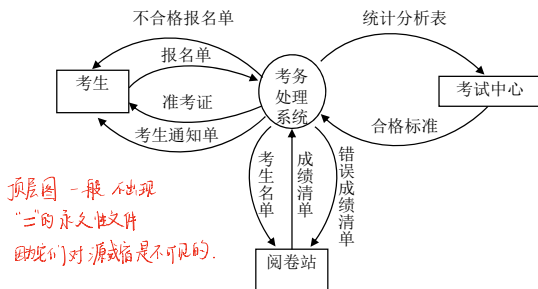 不合格报名单
统计分析表
报名单
考生
考务
处理
系统
考试中心
准考证
合格标准
考生通知单
考生名单
成绩清单
错误成绩清单
顶层图一般不出现
"="的永久性文件
因为它们对源或宿是不可见的.
阅卷站